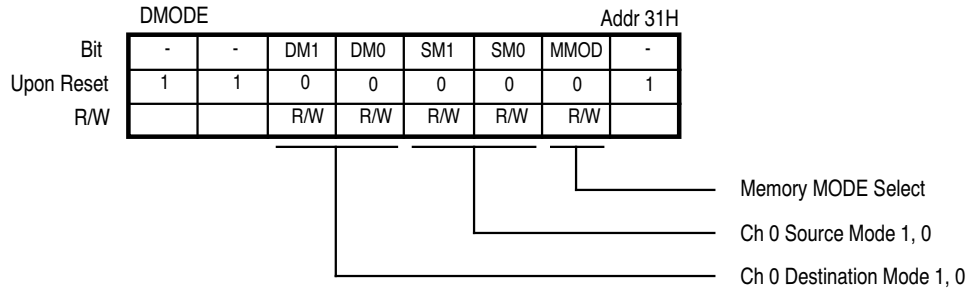 DMODE Addr 31H
Bit - - DM1 DM0 SM1 SM0 MMOD -
Upon Reset 1 1 0 0 0 0 0 1
R/W R/W R/W R/W R/W R/W
Memory MODE Select
Ch 0 Source Mode 1, 0
Ch 0 Destination Mode 1, 0